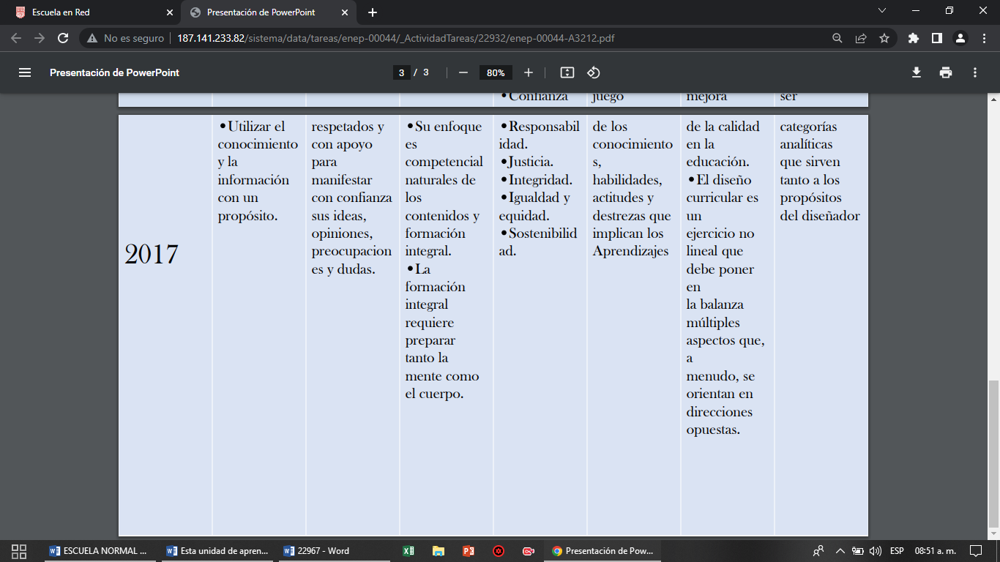 Escuela en Red
Presentación de PowerPoint
No es seguro
187.141.233.82/sistema/data/tareas/enep-00044/_ActividadTareas/22932/enep-00044-A3212.pdf
Presentación de PowerPoint
3 / 3
80%
•Confianza
juego
mejora
ser
2017
•Utilizar el
conocimiento
y la
información
con un
propósito.
respetados y
con apoyo
para
manifestar
con confianza
sus ideas,
opiniones,
preocupacion
es y dudas.
•Su enfoque
es
competencial
naturales de
los
contenidos y
formación
integral.
•La
formación
integral
requiere
preparar
tanto la
mente como
el cuerpo.
•Responsabil
idad.
•Justicia.
•Integridad.
•Igualdad y
equidad.
•Sostenibilid
ad.
de los
conocimiento
s,
habilidades,
actitudes y
destrezas que
implican los
Aprendizajes
de la calidad
en la
educación.
•El diseño
curricular es
un
ejercicio no
lineal que
debe poner
en
la balanza
múltiples
aspectos que,
a
menudo, se
orientan en
direcciones
opuestas.
categorías
analíticas
que sirven
tanto a los
propósitos
del diseñador
ESCUELA NORMAL ...
Esta unidad de apren...
22967 - Word
Presentación de Pow...
ESP
08:51 a. m.